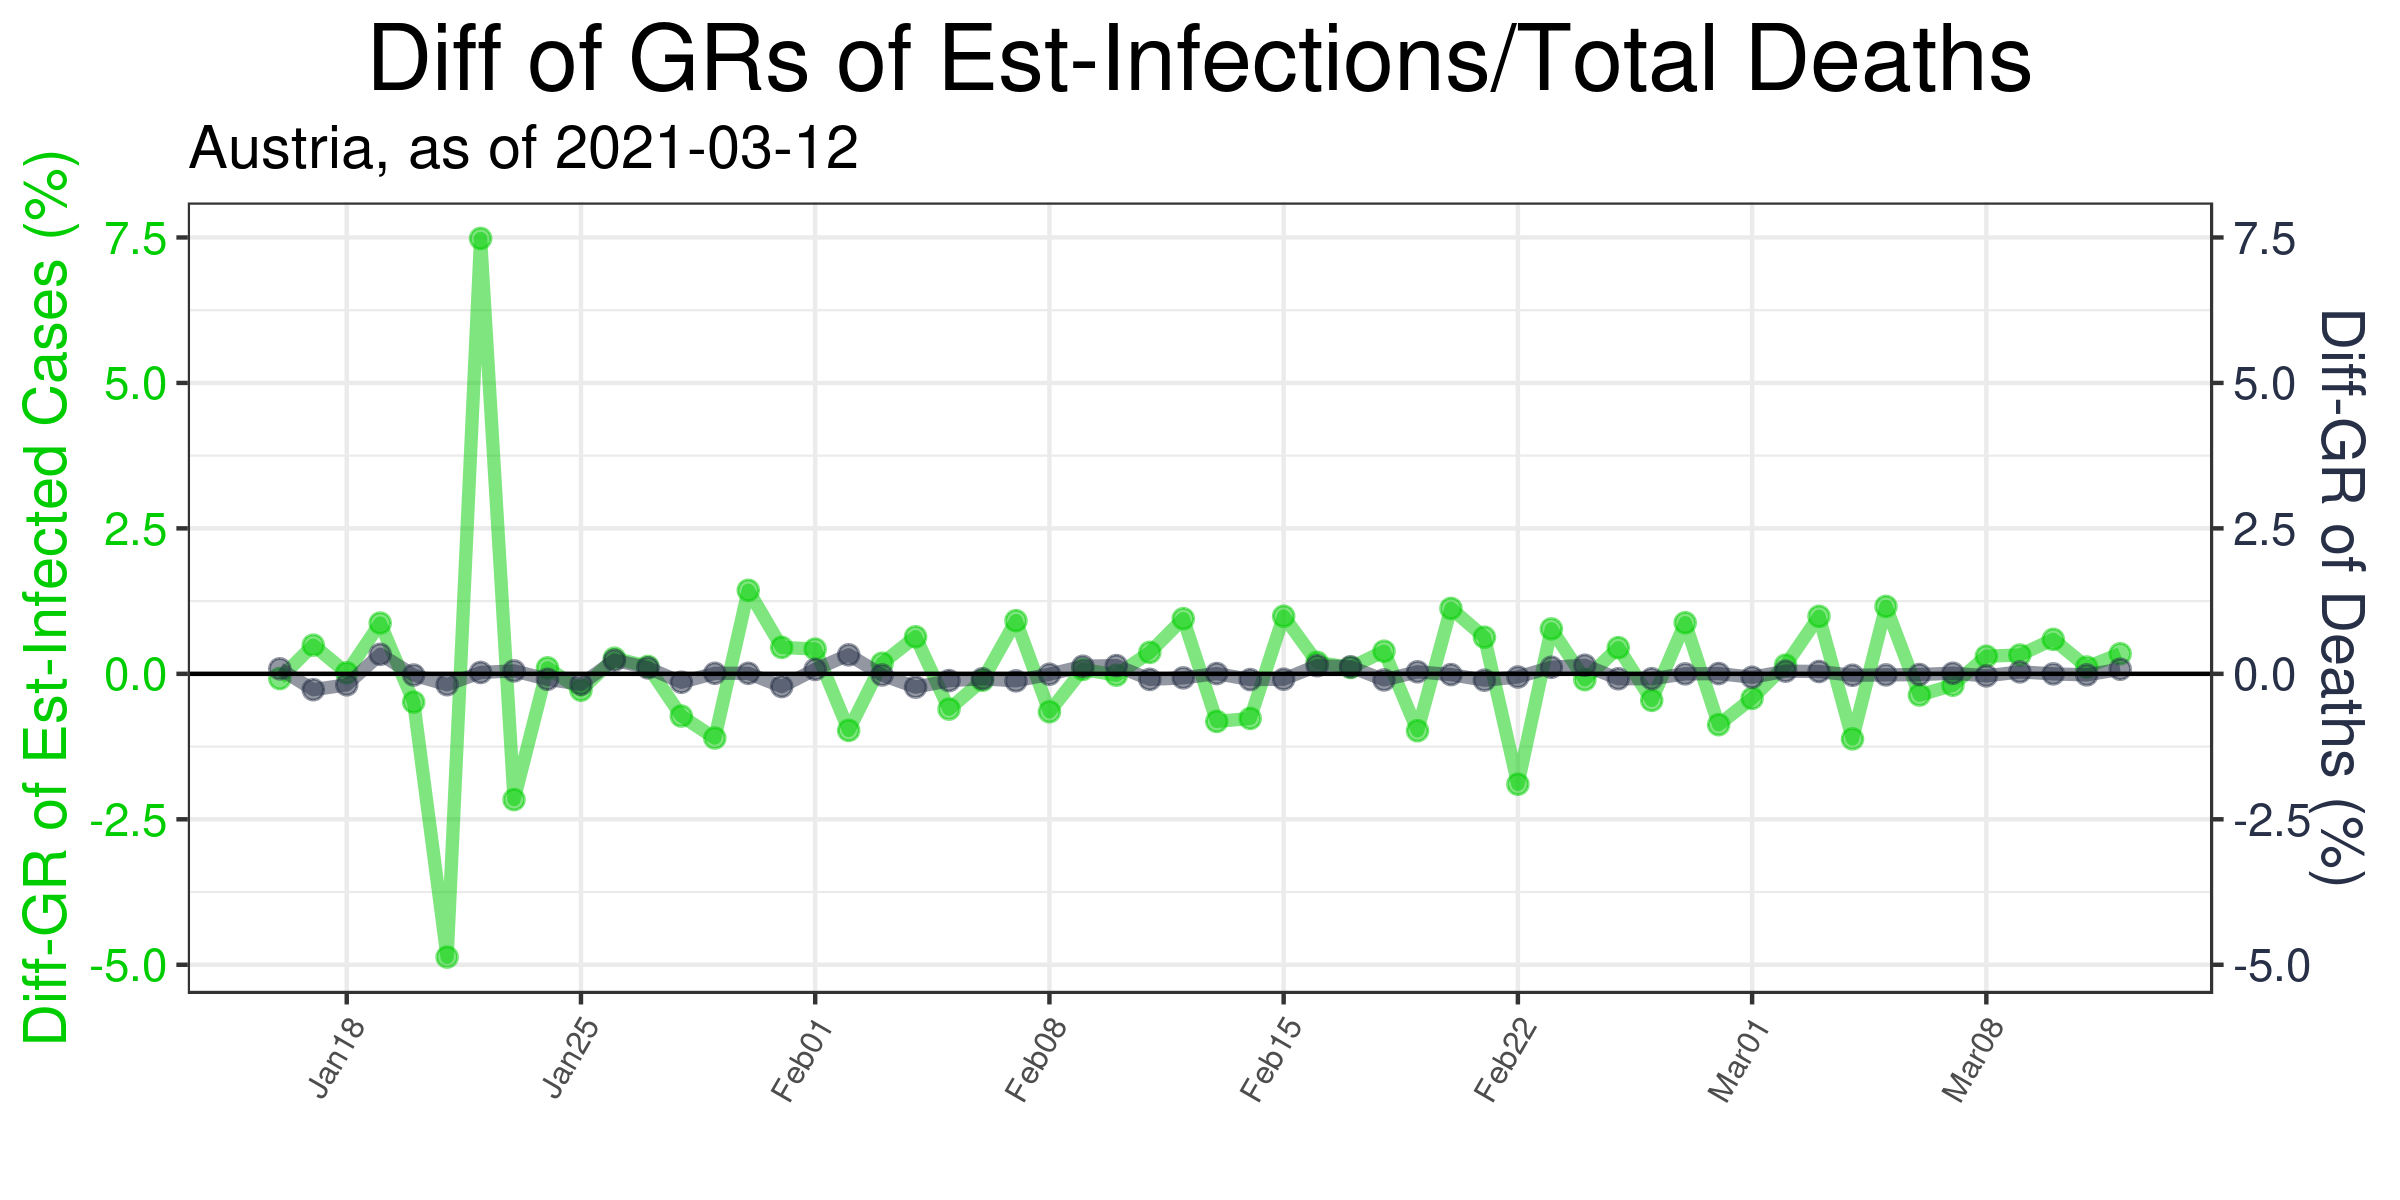 Diff of GRs of Est-Infections/Total Deaths
Austria, as of 2021-03-12
Diff-GR of Est-Infected Cases (%)
7.5
5.0
2.5
0.0
-2.5
-5.0
7.5
5.0
2.5
0.0
-2.5
-5.0
Diff-GR of Deaths (%)
Jan18
Jan25
Feb01
Feb08
Feb15
Feb22
Mar01
Mar08